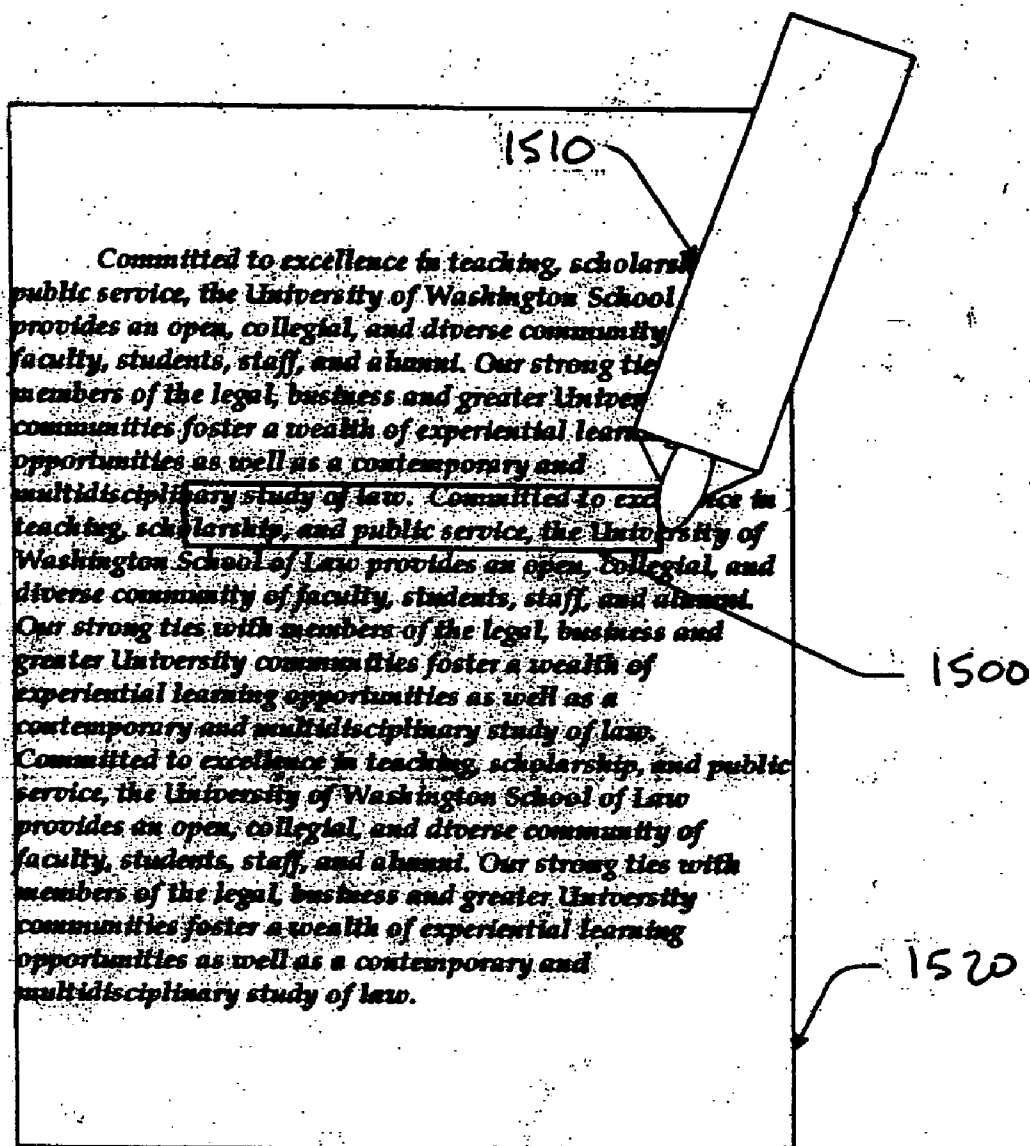 1510
Committed to excellence in teaching, scholarsh
public service, the University of Washington School
provides an open, collegial, and diverse community
faculty, students, staff, and alumni. Our strong tie
members of the legal, business and greater Univer
communities foster a wealth of experiential learn
opportunities as well as a contemporary and
multidisciplinary study of law. Committed to exc ence in
teaching, scholarship, and public service, the University of
Washington School of Law provides an open, collegial, and
diverse community of faculty, students, staff, and alumni.
Our strong ties with members of the legal, business and
greater University communities foster a wealth of
1500
experiential learning opportunities as well as a
contemporary and multidisciplinary study of law.
Committed to excellence in teaching, scholarship, and public
service, the University of Washington School of Law
provides an open, collegial, and diverse community of
faculty, students, staff, and alumni. Our strong ties with
members of the legal, business and greater University
communities foster a wealth of experiential learning
opportunities as well as a contemporary and
1520
multidisciplinary study of law.